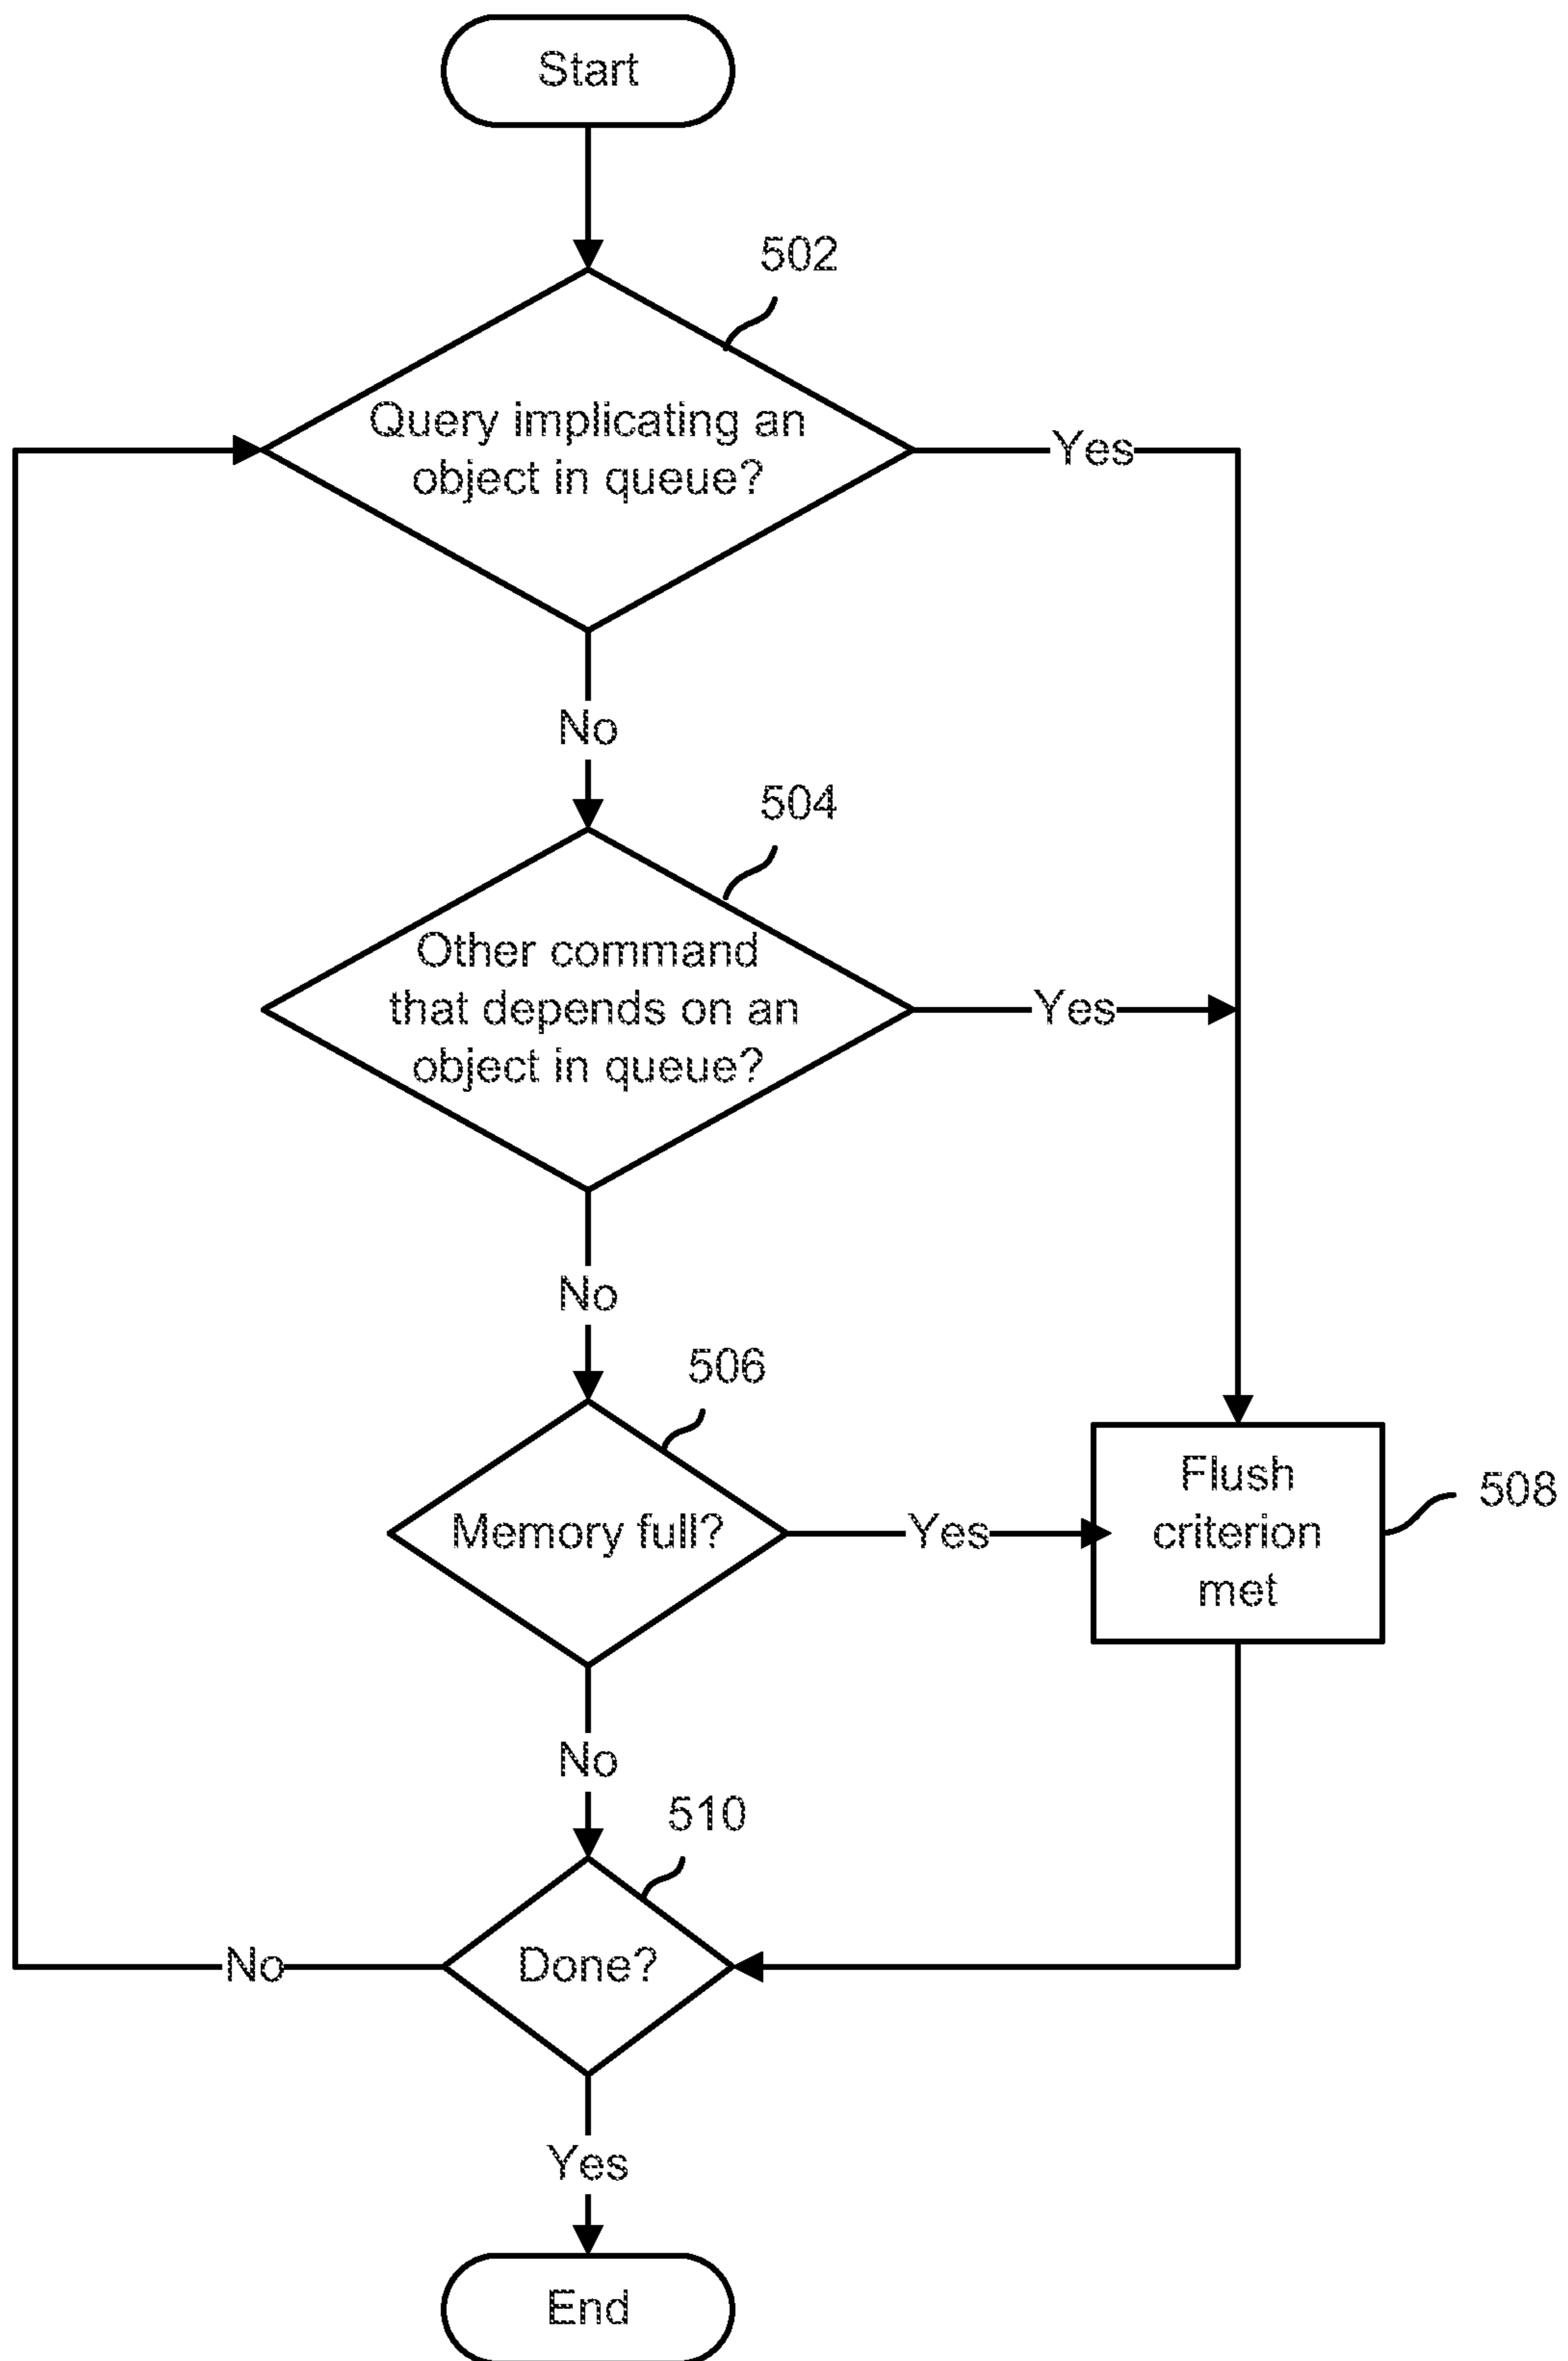 Start
502
Query implicating an
object in queue?
Yes
No
504
Other command
that depends on an
object in queue?
Yes
No
506
Memory full?
Yes
Flush
criterion
met
508
No
510
Done?
No
Yes
End